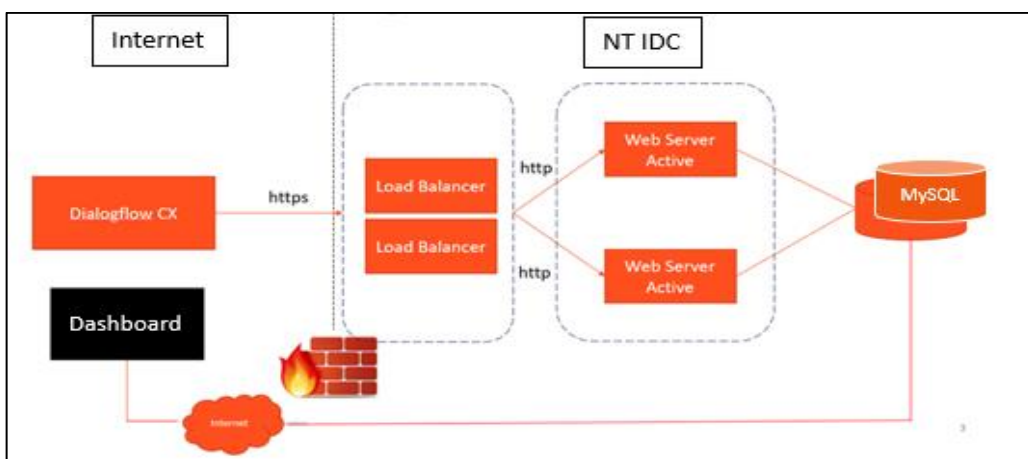 Internet
NT IDC
Dialogflow CX
https
Load Balancer
Load Balancer
http
http
Web Server
Active
Web Server
Active
MySQL
Dashboard
Internet
3